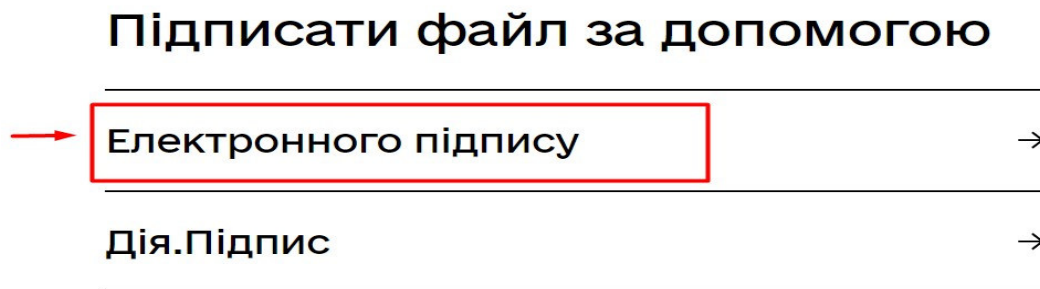 Підписати файл за допомогою
Електронного підпису
Дія.Підпис